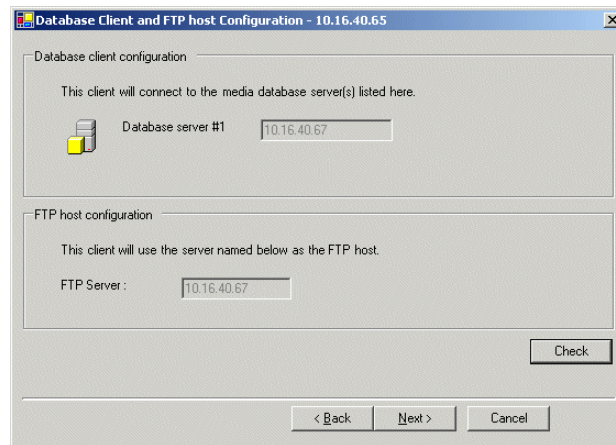 Database Client and FTP host Configuration - 10.16.40.65
Database client configuration
This client will connect to the media database server(s) listed here.
Database server #1 10.16.40.67
FTP host configuration
This client will use the server named below as the FTP host.
FTP Server : 10.16.40.67
Check
< Back Next > Cancel